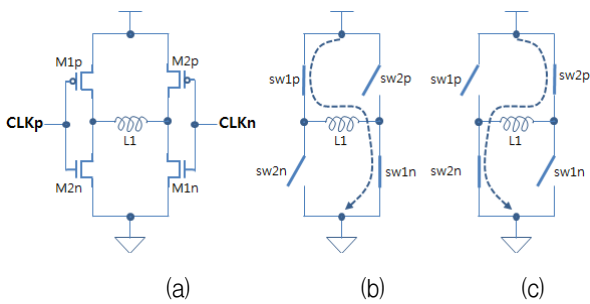 M1p
M2p
CLKp
CLKn
L1
M2n
M1n
(a)
sw1p
sw2p
L1
sw2n
sw1n
(b)
sw1p
sw2p
L1
sw2n
sw1n
(c)